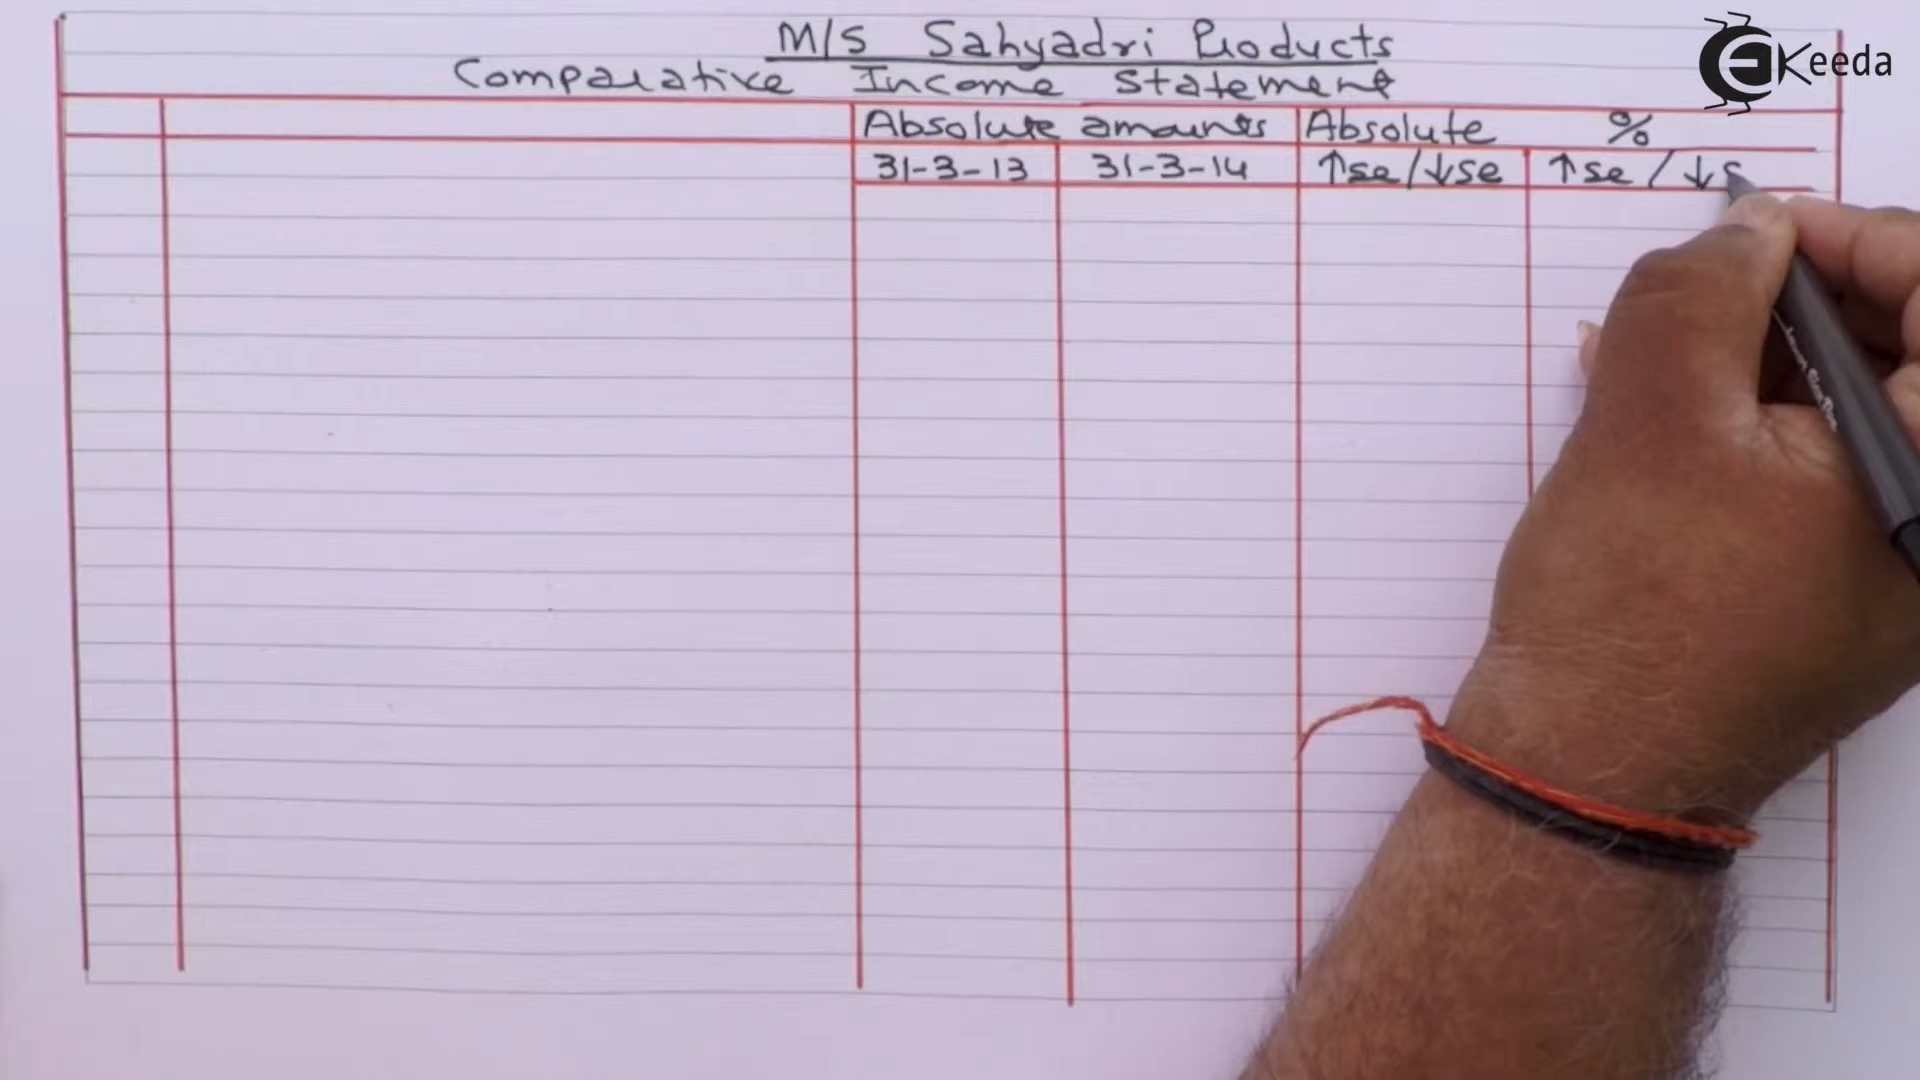 M/S Sahyadri Products
Comparative Income Statement
Keeda
Absolute amounts Absolute %
31-3-13 31-3-14 ↑se/↓se ↑se / ↓s